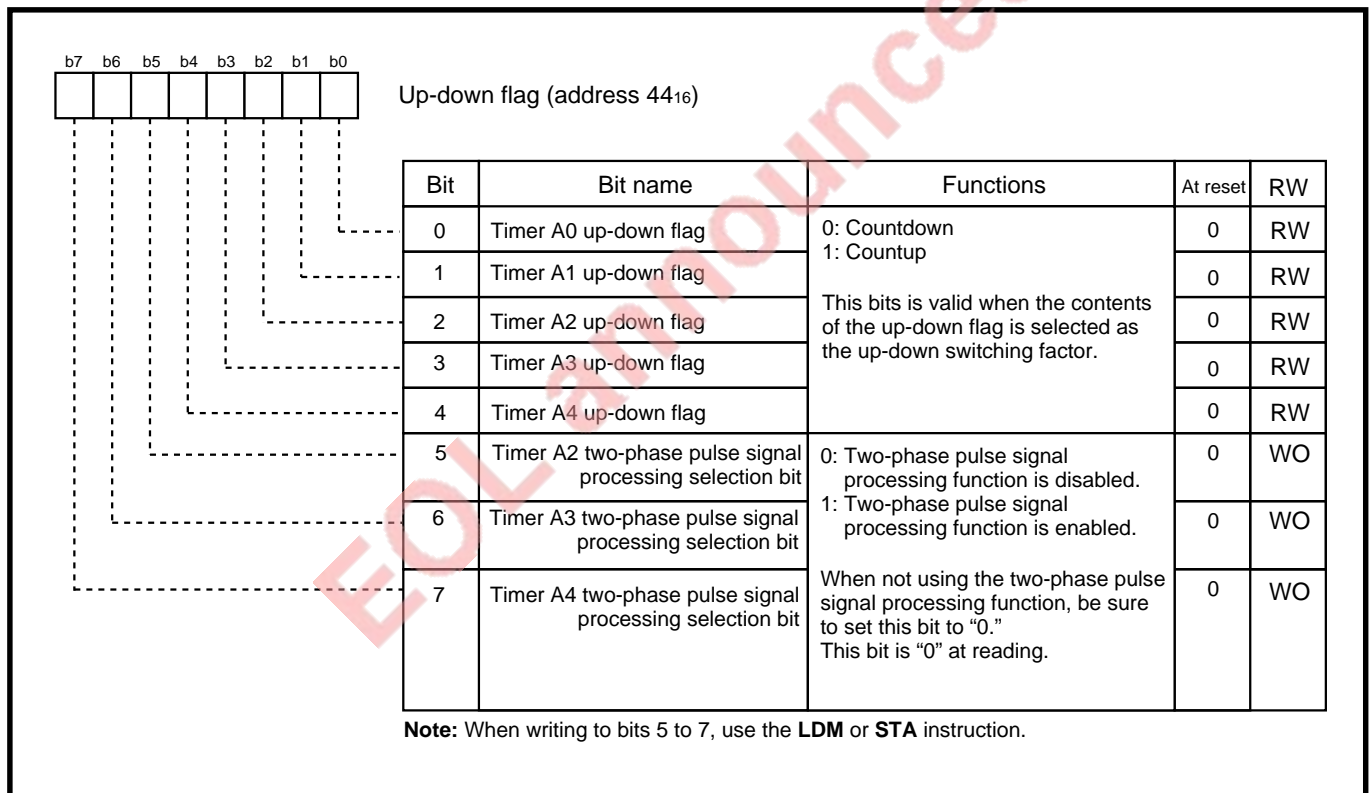 b7 b6 b5 b4 b3 b2 b1 b0
Up-down flag (address 44₁₆)
Bit Bit name Functions At reset RW
0 Timer A0 up-down flag 0: Countdown 0 RW
1: Countup
1 Timer A1 up-down flag 0 RW
This bits is valid when the contents
2 Timer A2 up-down flag of the up-down flag is selected as 0 RW
the up-down switching factor.
3 Timer A3 up-down flag 0 RW
4 Timer A4 up-down flag 0 RW
5 Timer A2 two-phase pulse signal 0: Two-phase pulse signal 0 WO
processing selection bit processing function is disabled.
6 Timer A3 two-phase pulse signal 1: Two-phase pulse signal 0 WO
processing selection bit processing function is enabled.
7 Timer A4 two-phase pulse signal When not using the two-phase pulse 0 WO
processing selection bit signal processing function, be sure
to set this bit to “0.”
This bit is “0” at reading.
Note: When writing to bits 5 to 7, use the LDM or STA instruction.
EOL announce